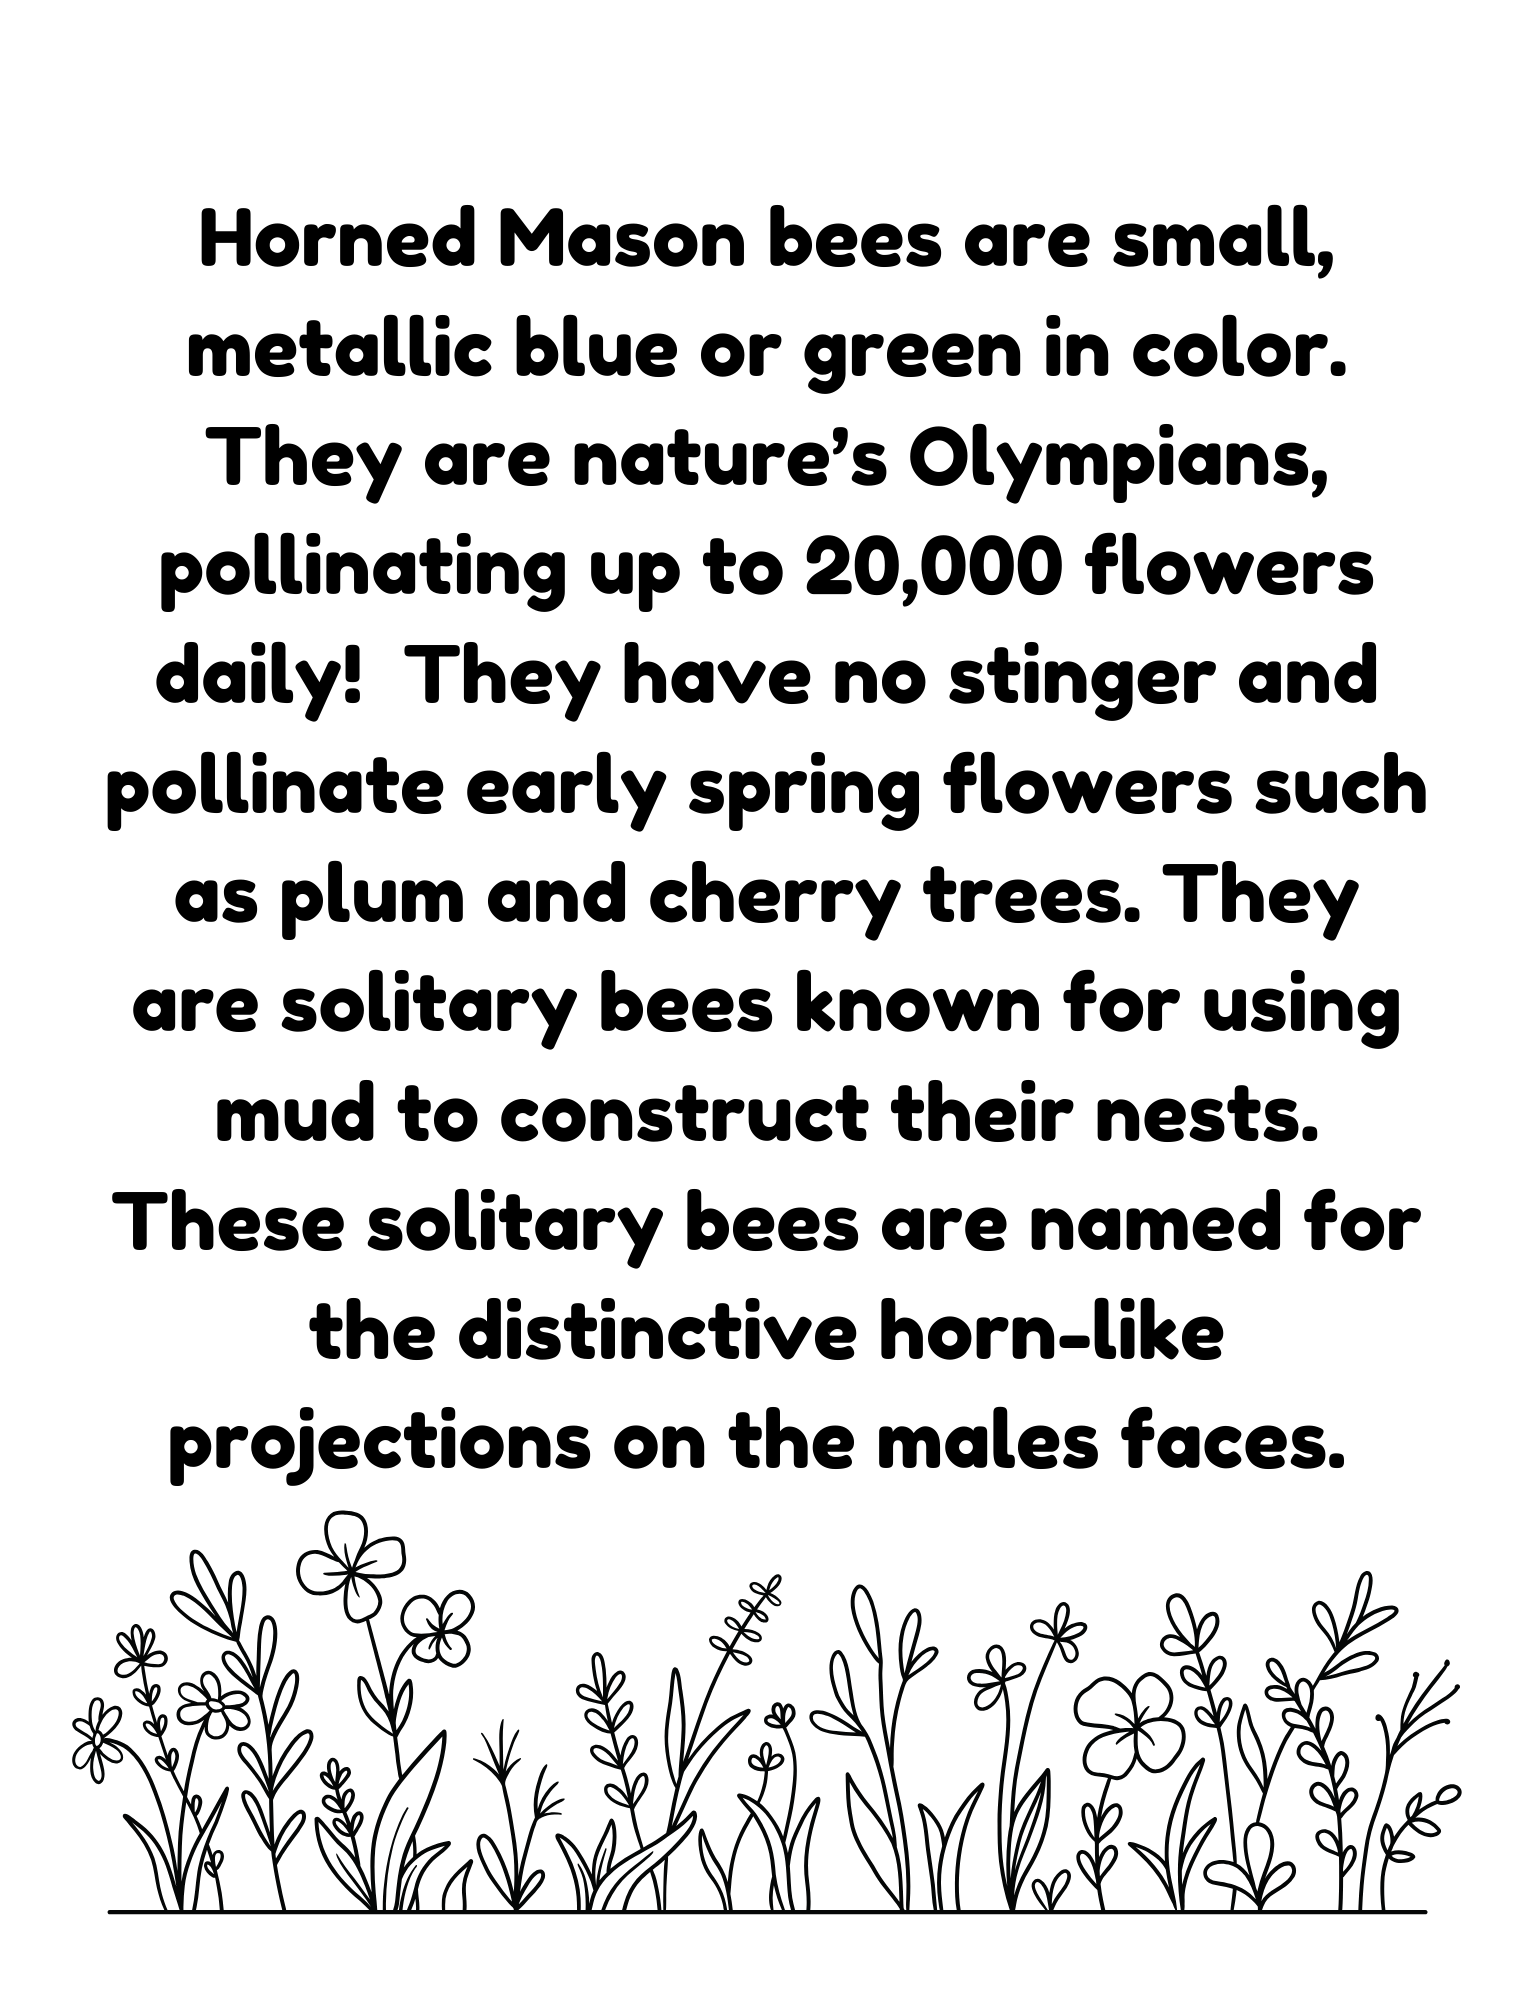 Horned Mason bees are small,
metallic blue or green in color.
They are nature’s Olympians,
pollinating up to 20,000 flowers
daily!  They have no stinger and
pollinate early spring flowers such
as plum and cherry trees. They
are solitary bees known for using
mud to construct their nests.
These solitary bees are named for
the distinctive horn-like
projections on the males faces.